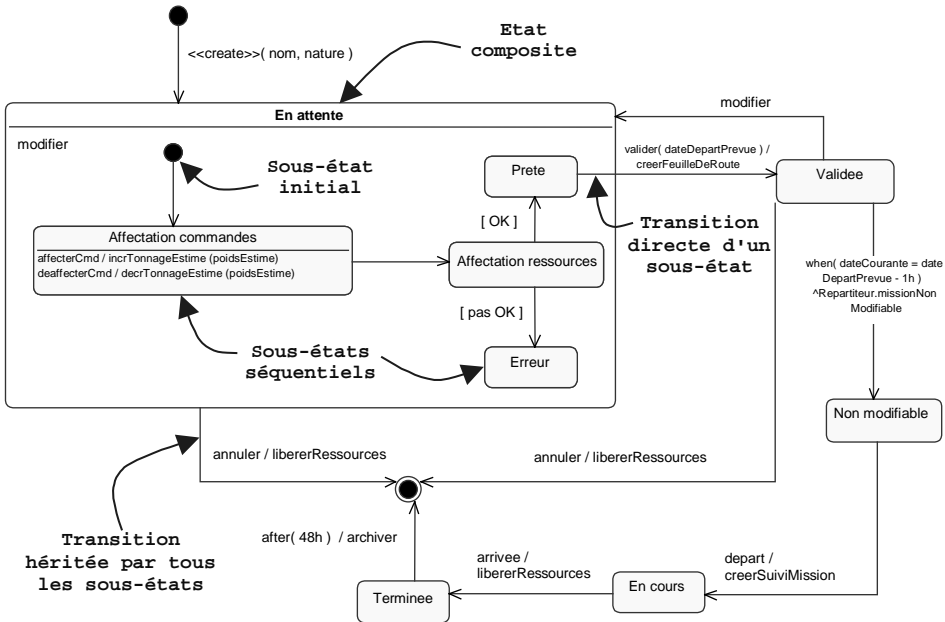 Etat
composite
<<create>>( nom, nature )
En attente
modifier
modifier
Sous-état
initial
Prete
valider( dateDepartPrevue ) /
creerFeuilleDeRoute
Validee
[ OK ]
Transition
directe d'un
sous-état
Affectation commandes
affecterCmd / incrTonnageEstime (poidsEstime)
deaffecterCmd / decrTonnageEstime (poidsEstime)
Affectation ressources
when( dateCourante = date
DepartPrevue - 1h )
^Repartiteur.missionNon
Modifiable
[ pas OK ]
Sous-états
séquentiels
Erreur
Non modifiable
annuler / libererRessources
annuler / libererRessources
Transition
héritée par tous
les sous-états
after( 48h ) / archiver
arrivee /
libererRessources
depart /
creerSuiviMission
Terminee
En cours